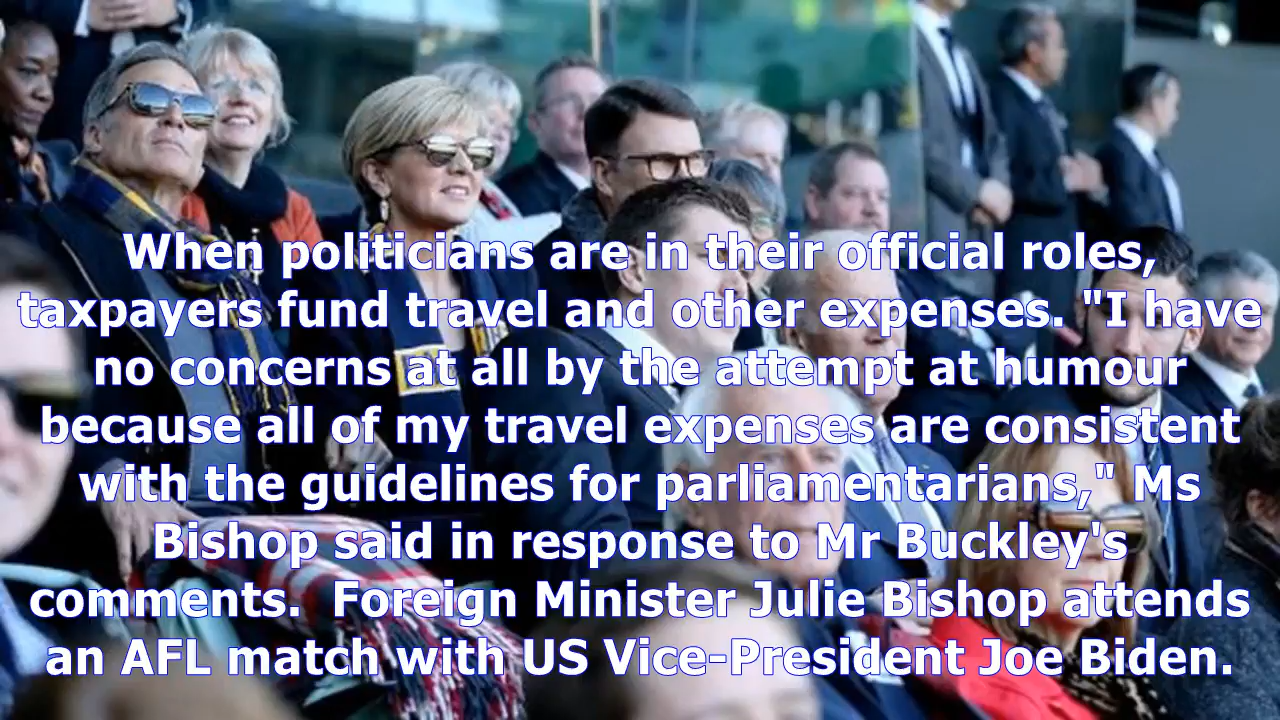 When politicians are in their official roles,
taxpayers fund travel and other expenses. "I have
no concerns at all by the attempt at humour
because all of my travel expenses are consistent
with the guidelines for parliamentarians," Ms
Bishop said in response to Mr Buckley's
comments.  Foreign Minister Julie Bishop attends
an AFL match with US Vice-President Joe Biden.